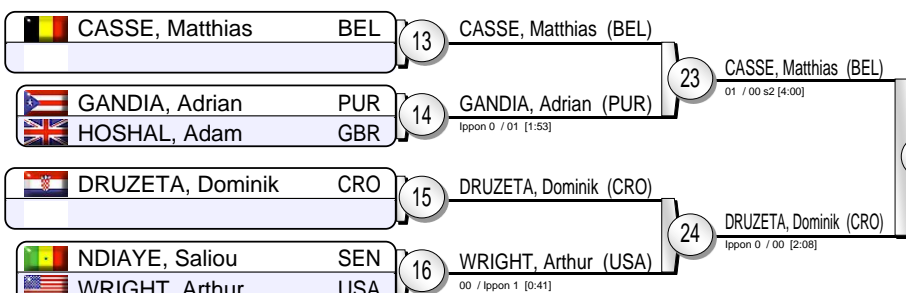 CASSE, Matthias BEL
13
CASSE, Matthias (BEL)
23
CASSE, Matthias (BEL)
01 / 00 s2 [4:00]
GANDIA, Adrian PUR
HOSHAL, Adam GBR
14
GANDIA, Adrian (PUR)
Ippon 0 / 01 [1:53]
DRUZETA, Dominik CRO
15
DRUZETA, Dominik (CRO)
24
DRUZETA, Dominik (CRO)
Ippon 0 / 00 [2:08]
NDIAYE, Saliou SEN
WRIGHT, Arthur USA
16
WRIGHT, Arthur (USA)
00 / Ippon 1 [0:41]